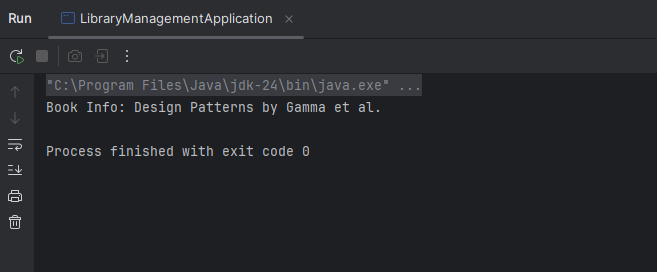 Run LibraryManagementApplication
"C:\Program Files\Java\jdk-24\bin\java.exe" ...
Book Info: Design Patterns by Gamma et al.
Process finished with exit code 0